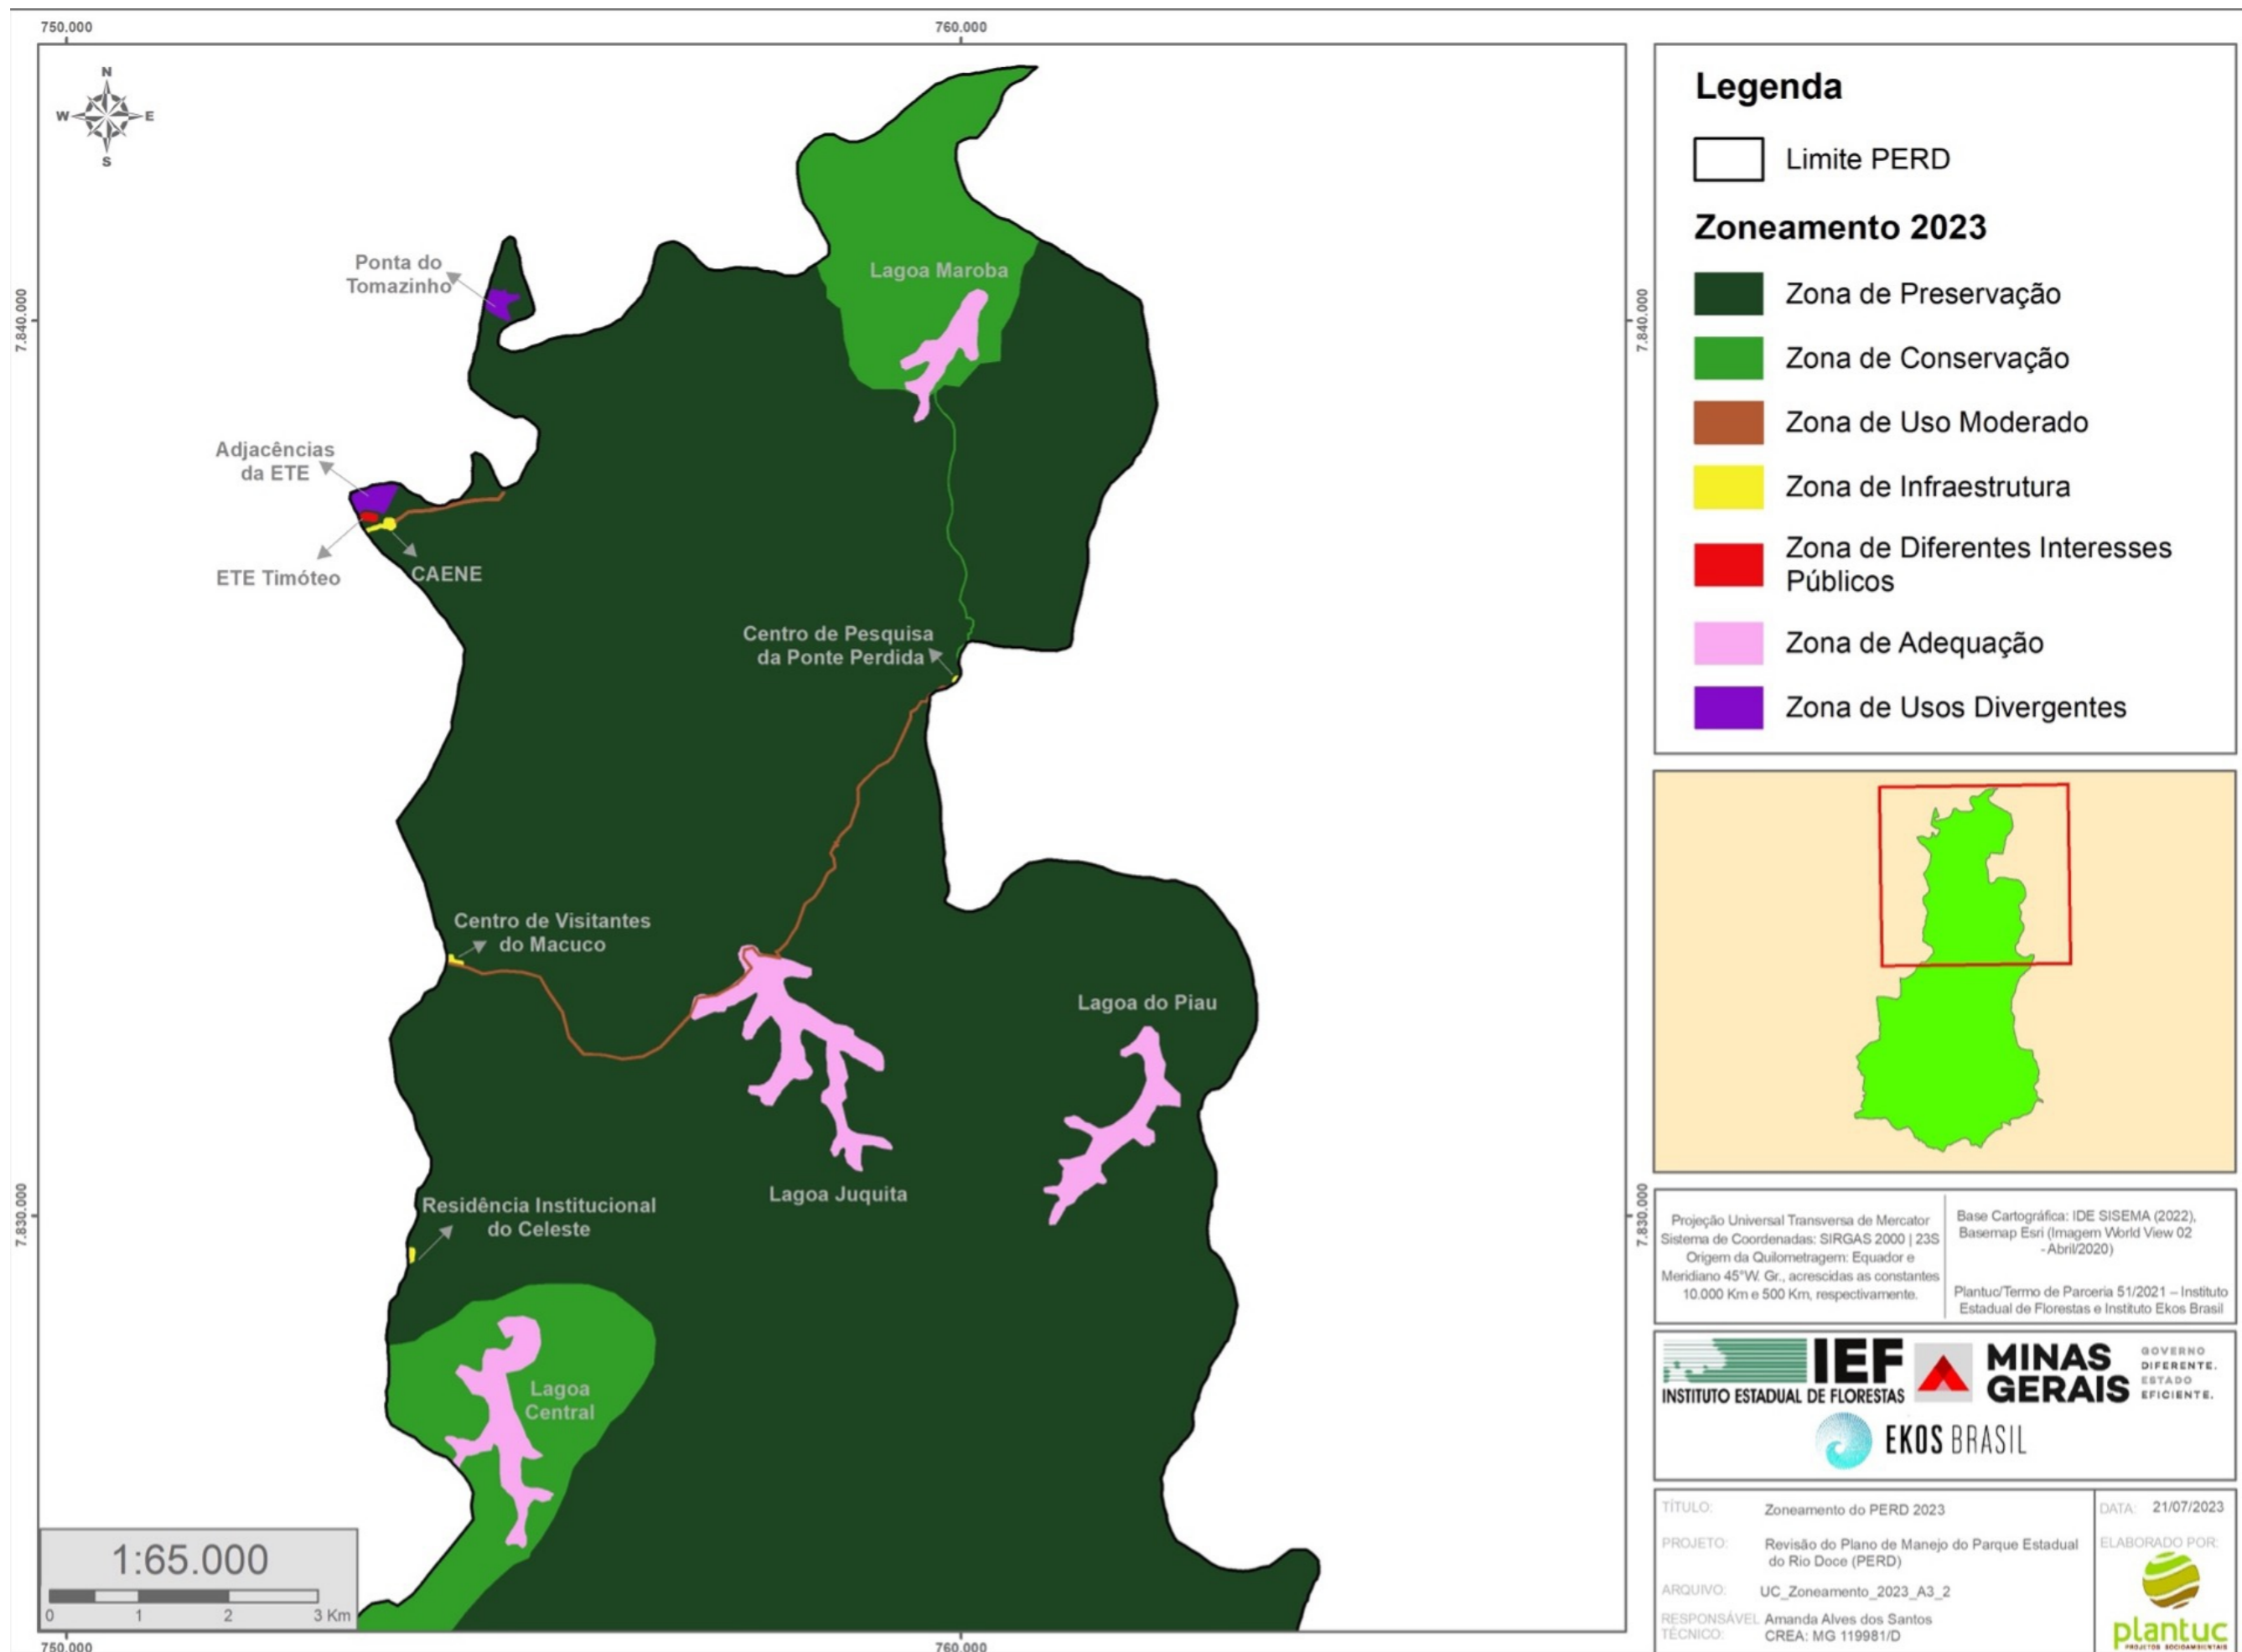 750.000
760.000
N
W
E
S
7.840.000
7.840.000
7.830.000
7.830.000
750.000
760.000
Lagoa Maroba
Ponta do
Tomazinho
Adjacências
da ETE
ETE Timóteo
CAENE
Centro de Pesquisa
da Ponte Perdida
Centro de Visitantes
do Macuco
Lagoa do Piau
Lagoa Juquita
Residência Institucional
do Celeste
Lagoa
Central
1:65.000
0 1 2 3 Km
Legenda
Limite PERD
Zoneamento 2023
Zona de Preservação
Zona de Conservação
Zona de Uso Moderado
Zona de Infraestrutura
Zona de Diferentes Interesses
Públicos
Zona de Adequação
Zona de Usos Divergentes
Projeção Universal Transversa de Mercator
Sistema de Coordenadas: SIRGAS 2000 | 23S
Origem da Quilometragem: Equador e
Meridiano 45°W. Gr., acrescidas as constantes
10.000 Km e 500 Km, respectivamente.
Base Cartográfica: IDE SISEMA (2022),
Basemap Esri (Imagem World View 02
- Abril/2020)
Plantuc/Termo de Parceria 51/2021 – Instituto
Estadual de Florestas e Instituto Ekos Brasil
IEF
INSTITUTO ESTADUAL DE FLORESTAS
MINAS
GERAIS
GOVERNO
DIFERENTE.
ESTADO
EFICIENTE.
EKOS BRASIL
TÍTULO: Zoneamento do PERD 2023
PROJETO: Revisão do Plano de Manejo do Parque Estadual
do Rio Doce (PERD)
ARQUIVO: UC_Zoneamento_2023_A3_2
RESPONSÁVEL Amanda Alves dos Santos
TÉCNICO: CREA: MG 119981/D
DATA: 21/07/2023
ELABORADO POR:
plantuc
PROJETOS SOCIOAMBIENTAIS